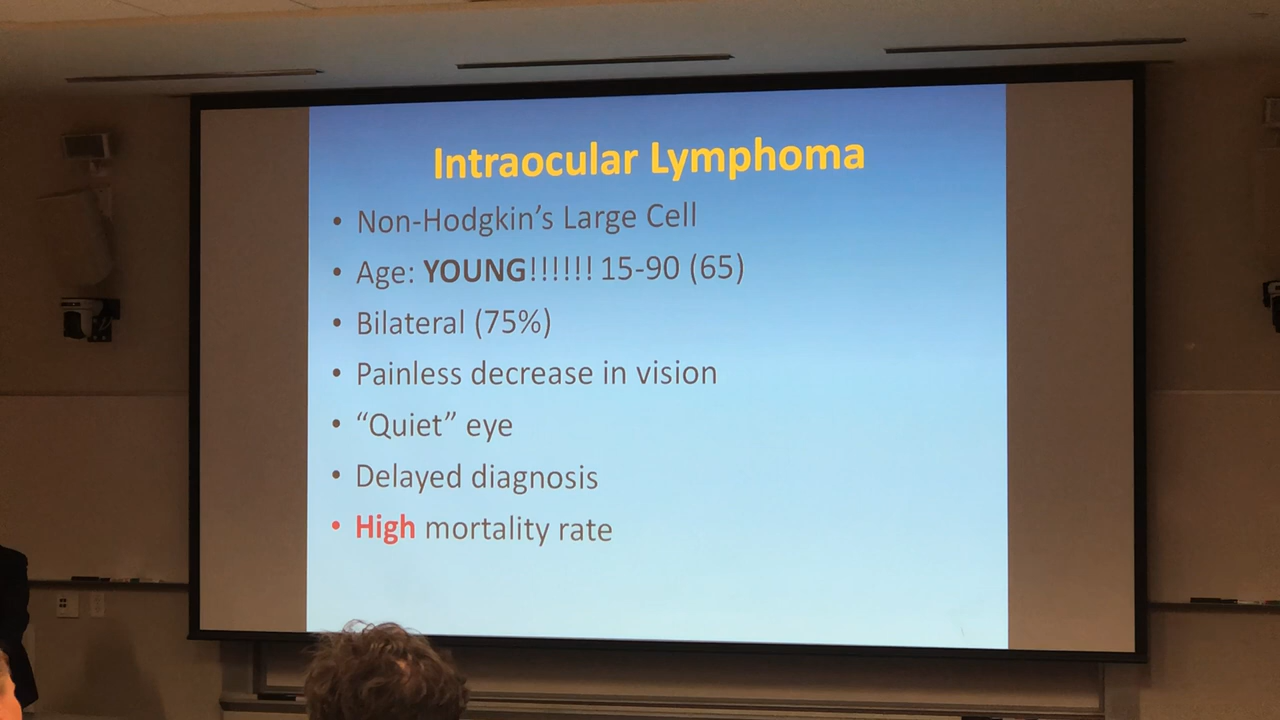 Intraocular Lymphoma
• Non-Hodgkin’s Large Cell
• Age: YOUNG!!!!!! 15-90 (65)
• Bilateral (75%)
• Painless decrease in vision
• “Quiet” eye
• Delayed diagnosis
• High mortality rate